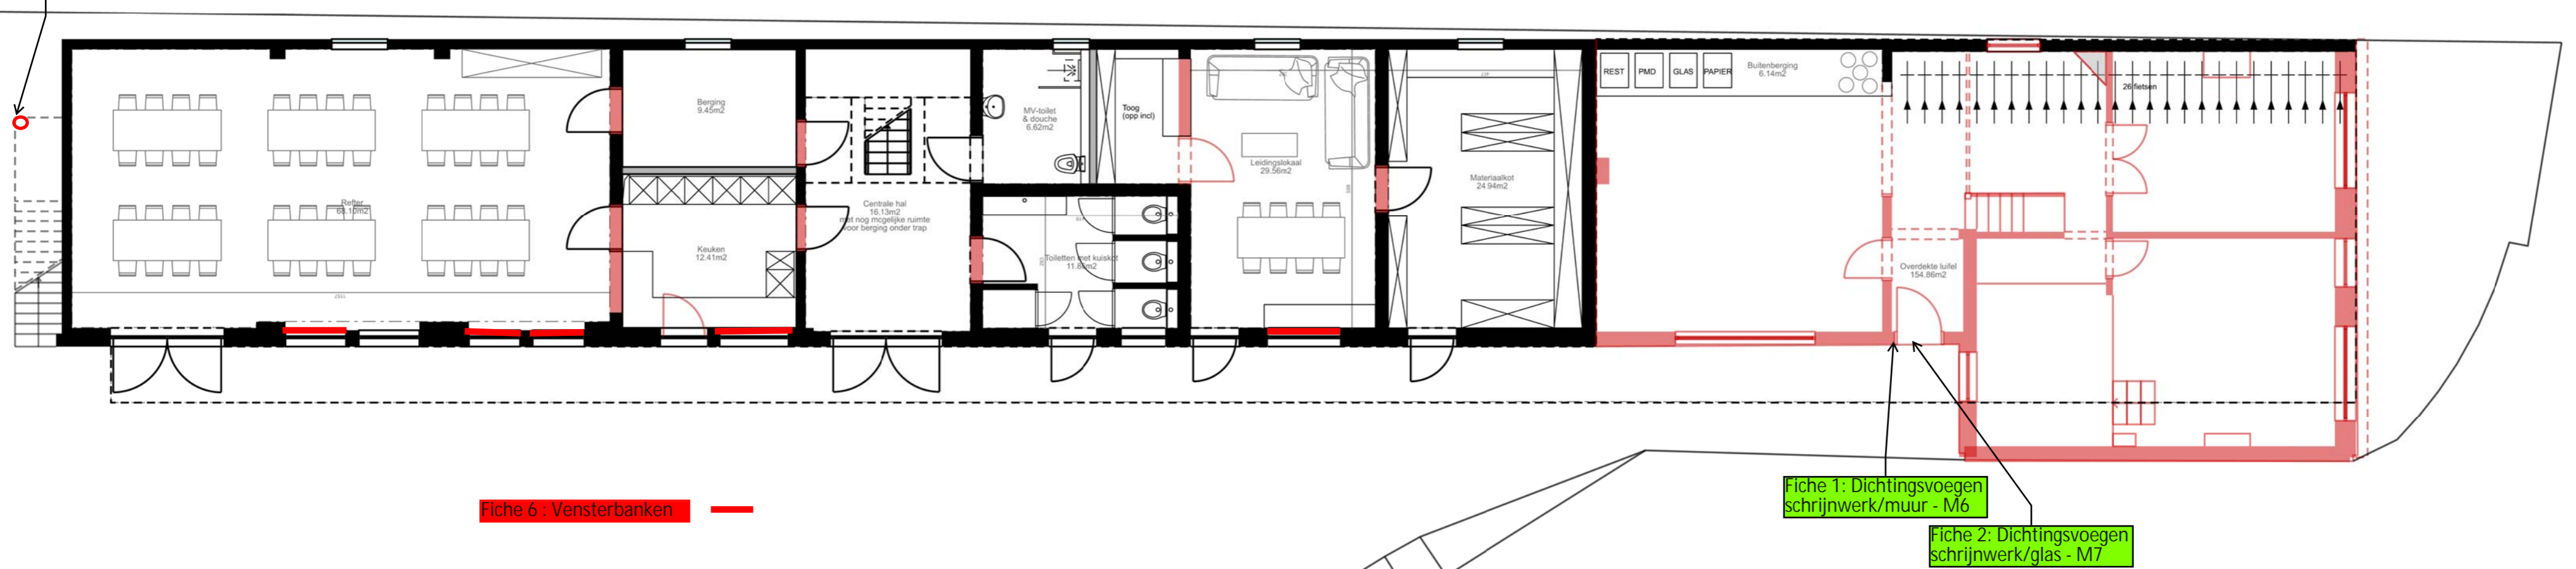 REST
PMD
GLAS
PAPIER
Buitenberging
6.14m2
26 fietsen
Berging
9.45m2
MV-toilet
& douche
6.62m2
Toog
(opp incl)
Leidingslokaal
29.56m2
Materiaalkot
24.94m2
Refter
68.10m2
Centrale hal
16.13m2
met nog mogelijke ruimte
voor berging onder trap
Keuken
12.41m2
Toiletten met kuiskot
Overdekte luifel
154.86m2
Fiche 6 : Vensterbanken
Fiche 1: Dichtingsvoegen
schrijnwerk/muur - M6
Fiche 2: Dichtingsvoegen
schrijnwerk/glas - M7